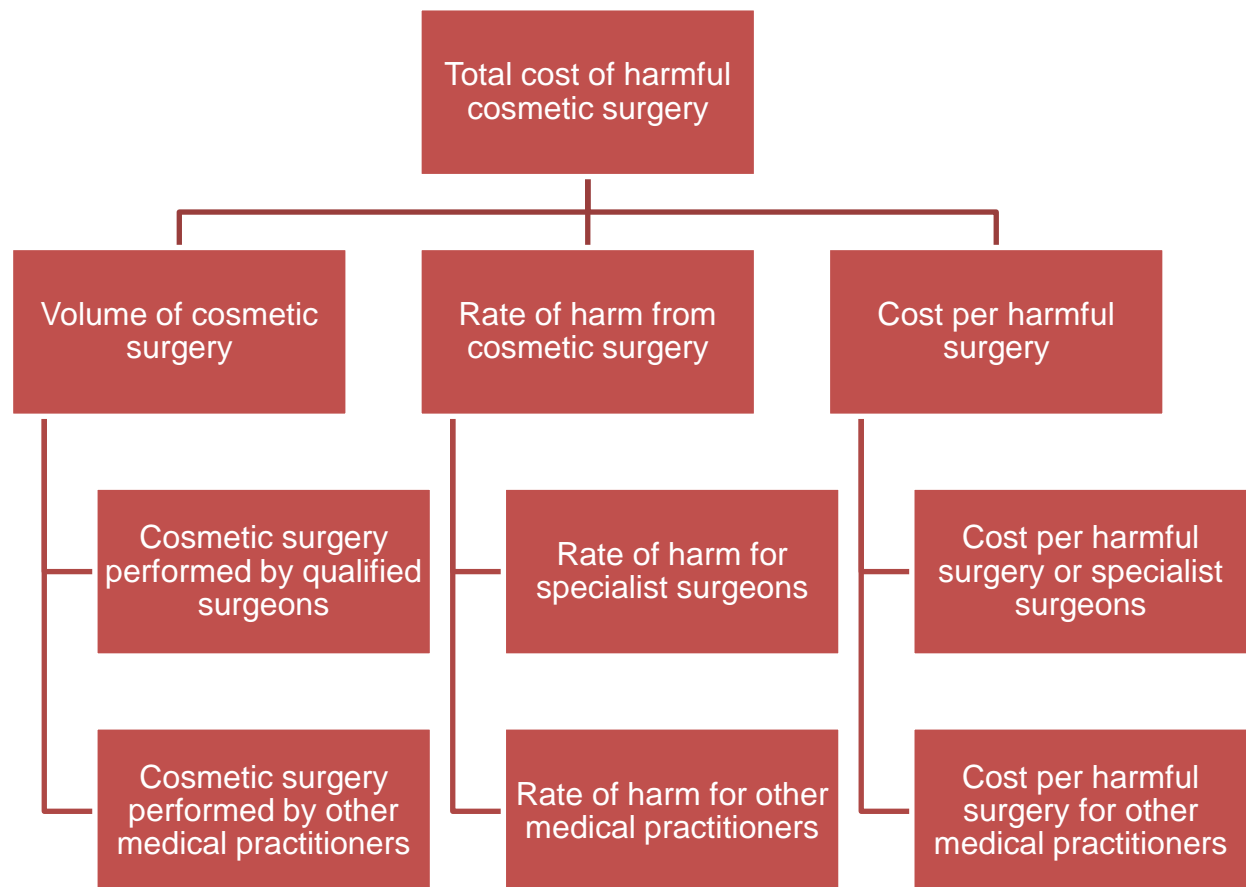 Total cost of harmful
cosmetic surgery
Volume of cosmetic
surgery
Rate of harm from
cosmetic surgery
Cost per harmful
surgery
Cosmetic surgery
performed by qualified
surgeons
Rate of harm for
specialist surgeons
Cost per harmful
surgery or specialist
surgeons
Cosmetic surgery
performed by other
medical practitioners
Rate of harm for other
medical practitioners
Cost per harmful
surgery for other
medical practitioners